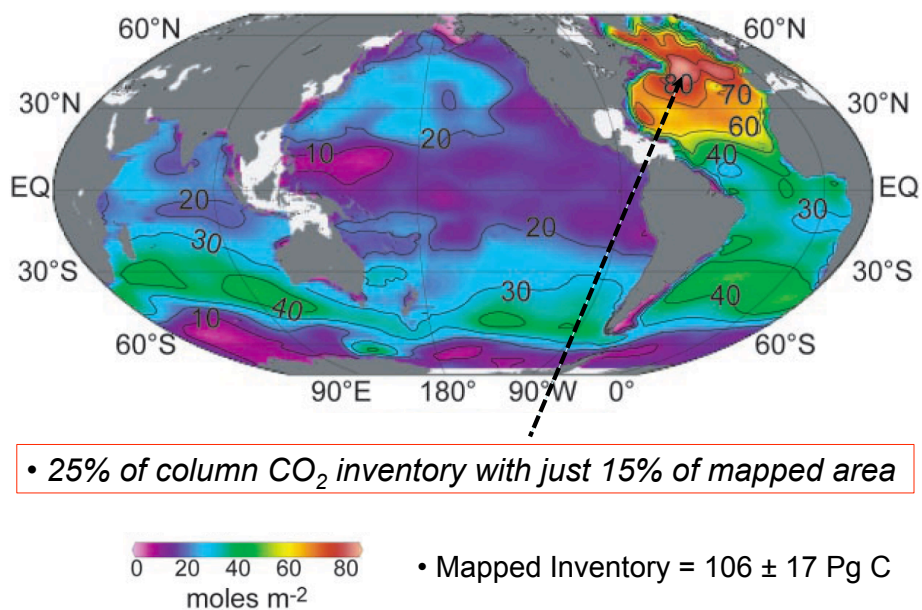 60°N
30°N
EQ
30°S
60°S
80
70
60
40
30
40
20
10
20
20
30
40
10
30
60°N
30°N
EQ
30°S
60°S
90°E 180° 90°W 0°
• 25% of column CO₂ inventory with just 15% of mapped area
0 20 40 60 80
moles m⁻²
• Mapped Inventory = 106 ± 17 Pg C